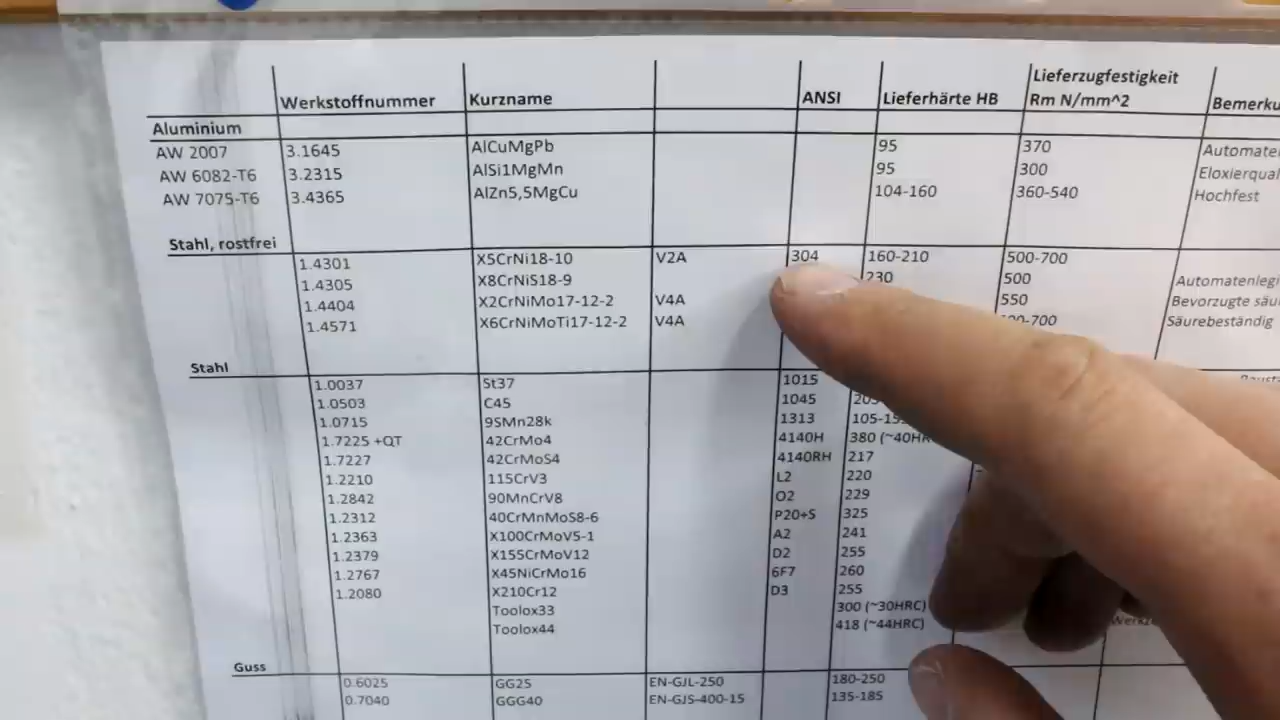 Werkstoffnummer Kurzname ANSI Lieferhärte HB Lieferzugfestigkeit Rm N/mm^2
Aluminium
AW 2007 3.1645 AlCuMgPb 95 370
AW 6082-T6 3.2315 AlSi1MgMn 95 300
AW 7075-T6 3.4365 AlZn5,5MgCu 104-160 360-540 Hochfest
Stahl, rostfrei
1.4301 X5CrNi18-10 V2A 304 160-210 500-700
1.4305 X8CrNiS18-9 230 500
1.4404 X2CrNiMo17-12-2 V4A 550 Bevorzugte
1.4571 X6CrNiMoTi17-12-2 V4A Säurebeständig
Stahl
1.0037 St37 1015
1.0503 C45 1045
1.0715 9SMn28k 1313
1.7225 +QT 42CrMo4 4140H 380
1.7227 42CrMoS4 4140RH 217
1.2210 115CrV3 L2 220
1.2842 90MnCrV8 O2 229
1.2312 40CrMnMoS8-6 P20+S 325
1.2363 X100CrMoV5-1 A2 241
1.2379 X155CrMoV12 D2 255
1.2767 X45NiCrMo16 6F7 260
1.2080 X210Cr12 D3 255
Toolox33 300 (~30HRC)
Toolox44 418 (~44HRC)
Guss
0.6025 GG25 EN-GJL-250 180-250
0.7040 GGG40 EN-GJS-400-15 135-185